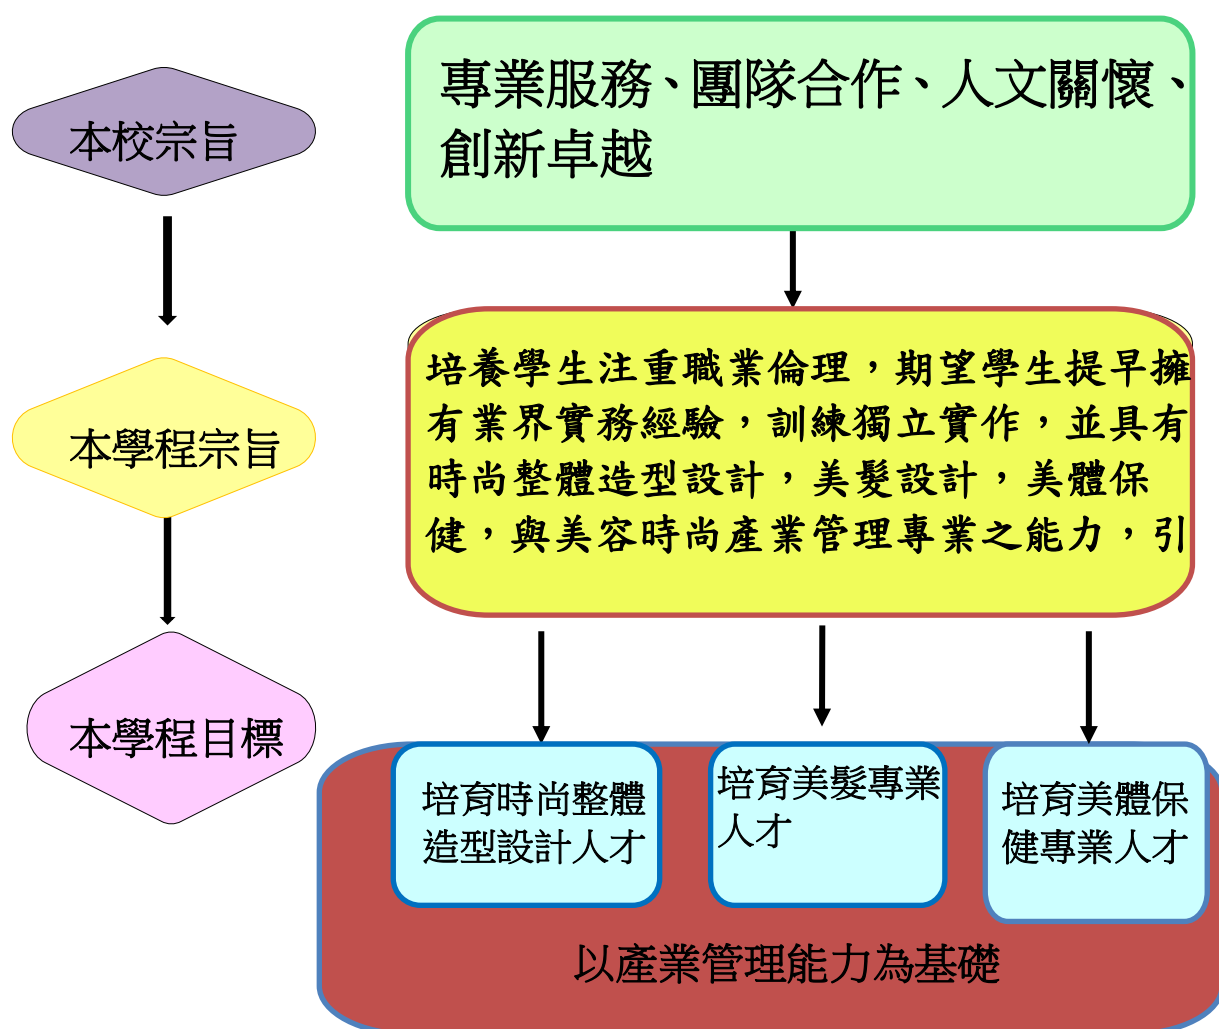 本校宗旨
專業服務、團隊合作、人文關懷、
創新卓越
本學程宗旨
培養學生注重職業倫理，期望學生提早擁
有業界實務經驗，訓練獨立實作，並具有
時尚整體造型設計，美髮設計，美體保
健，與美容時尚產業管理專業之能力，引
本學程目標
培育時尚整體
造型設計人才
培育美髮專業
人才
培育美體保
健專業人才
以產業管理能力為基礎